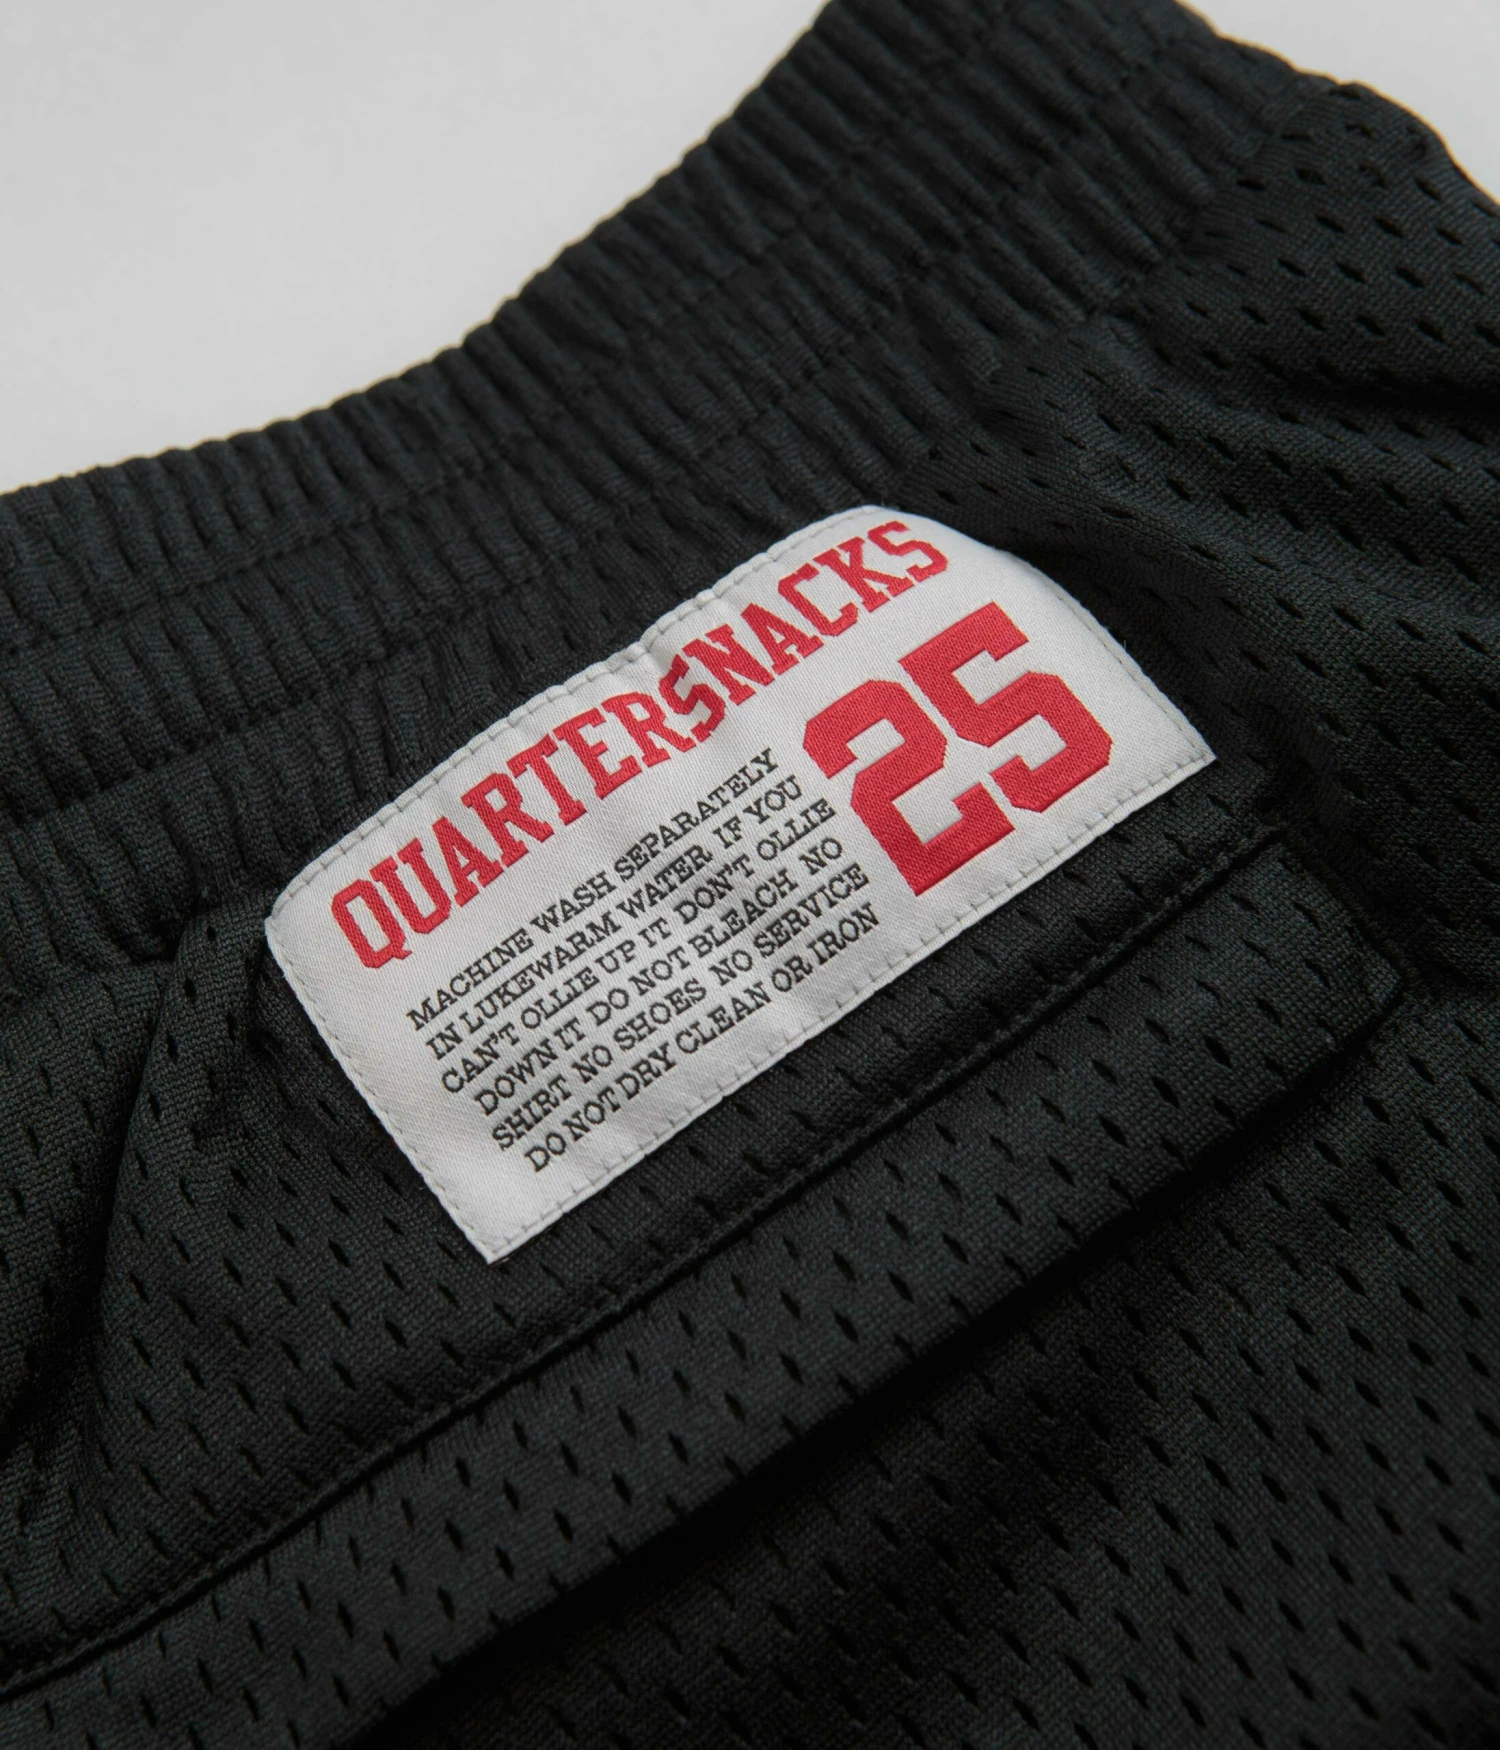 QUARTERSNACKS
25
MACHINE WASH SEPARATELY
IN LUKEWARM WATER IF YOU
CAN'T OLLIE UP IT DON'T OLLIE
DOWN IT DO NOT BLEACH NO
SHIRT NO SHOES NO SERVICE
DO NOT DRY CLEAN OR IRON